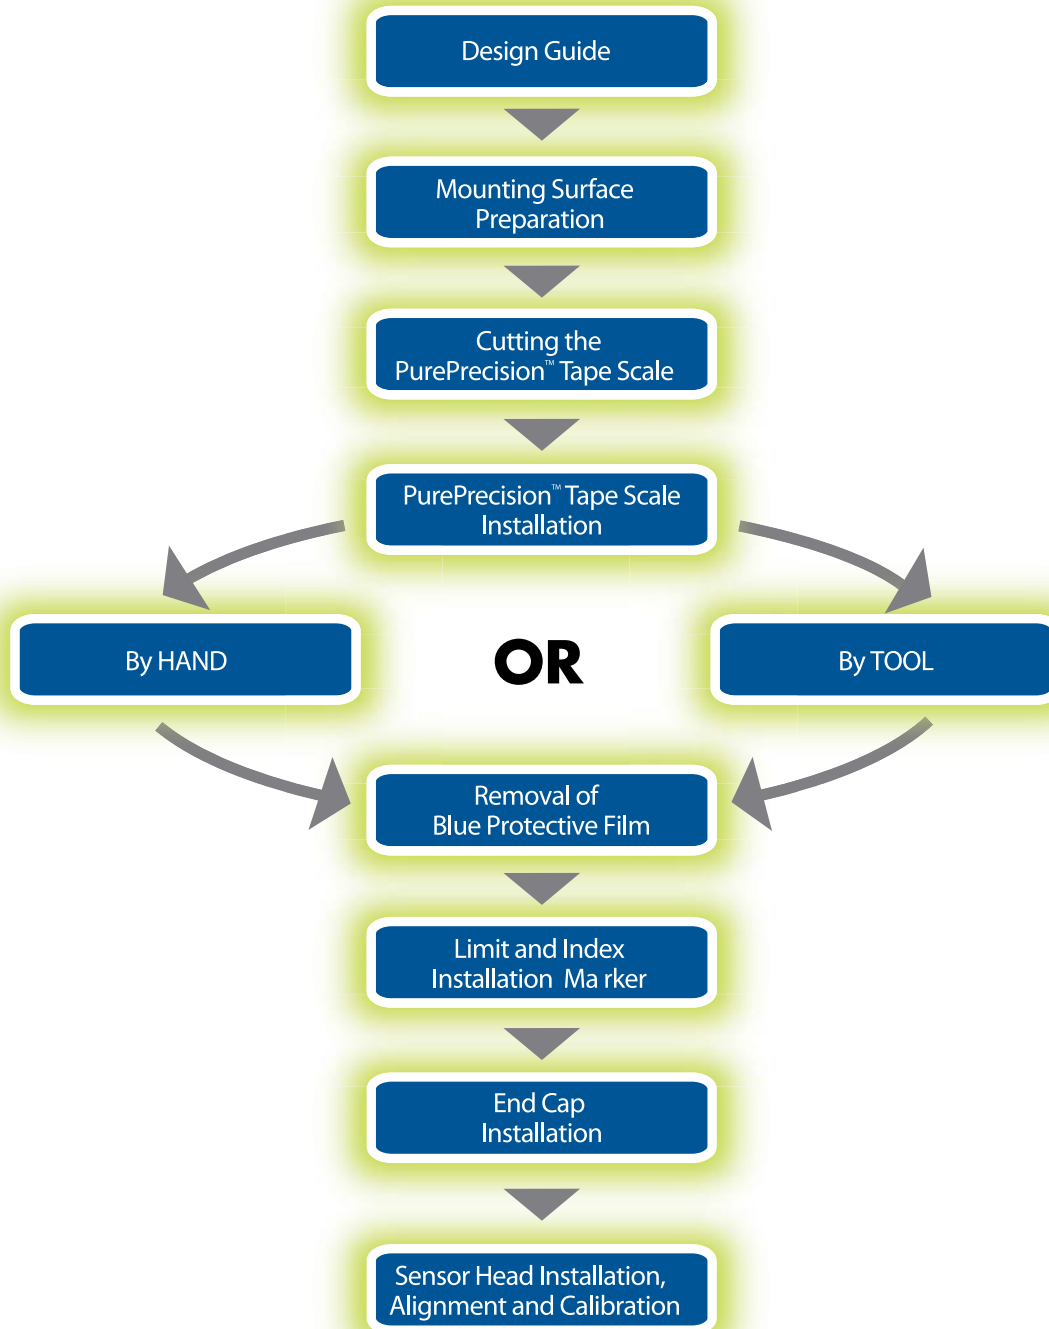 Design Guide
Mounting Surface
Preparation
Cutting the
PurePrecision™ Tape Scale
PurePrecision™ Tape Scale
Installation
By HAND
OR
By TOOL
Removal of
Blue Protective Film
Limit and Index
Installation Ma rker
End Cap
Installation
Sensor Head Installation,
Alignment and Calibration